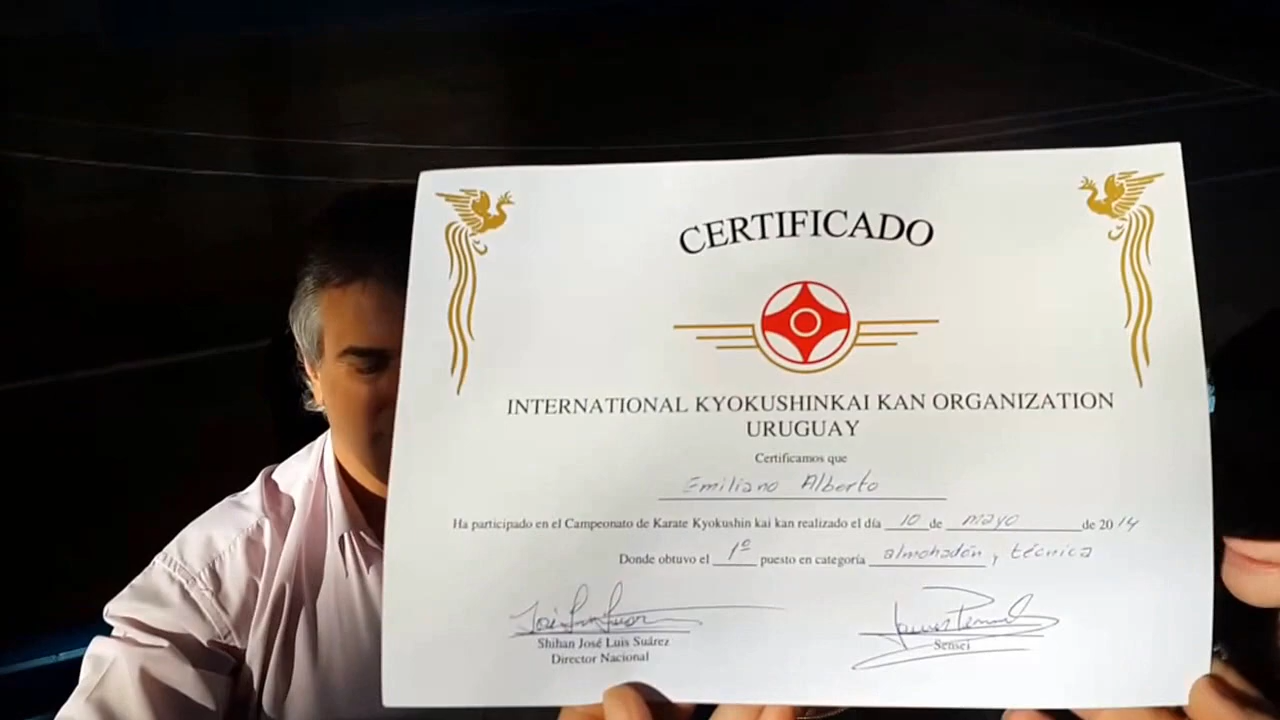 CERTIFICADO
INTERNATIONAL KYOKUSHINKAI KAN ORGANIZATION
URUGUAY
Certificamos que
Emiliano Alberto
Ha participado en el Campeonato de Karate Kyokushin kai kan realizado el día 10 de mayo de 2014
Donde obtuvo el 1º puesto en categoría almohadón, y técnica
Shihan José Luis Suárez
Director Nacional
Sensei